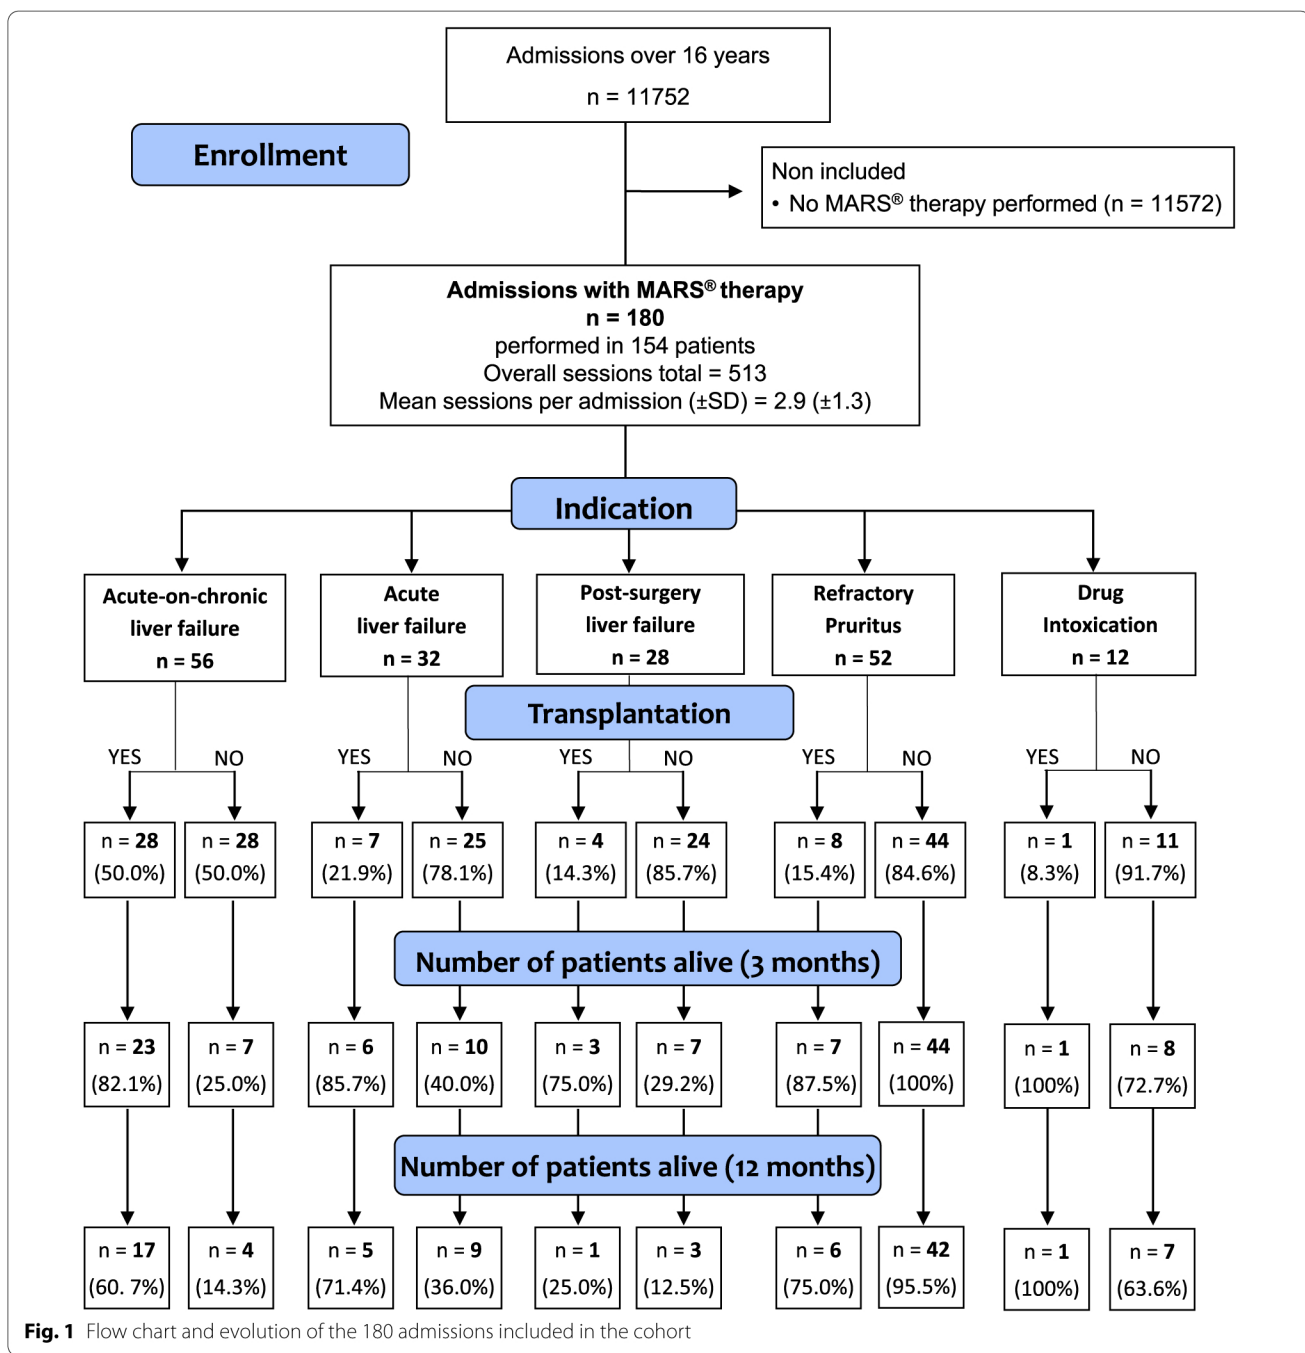 Admissions over 16 years
n = 11752
Enrollment
Non included
• No MARS® therapy performed (n = 11572)
Admissions with MARS® therapy
n = 180
performed in 154 patients
Overall sessions total = 513
Mean sessions per admission (±SD) = 2.9 (±1.3)
Indication
Acute-on-chronic
liver failure
n = 56
Acute
liver failure
n = 32
Post-surgery
liver failure
n = 28
Refractory
Pruritus
n = 52
Drug
Intoxication
n = 12
Transplantation
YES NO YES NO YES NO YES NO YES NO
n = 28 n = 28 n = 7 n = 25 n = 4 n = 24 n = 8 n = 44 n = 1 n = 11
(50.0%) (50.0%) (21.9%) (78.1%) (14.3%) (85.7%) (15.4%) (84.6%) (8.3%) (91.7%)
Number of patients alive (3 months)
n = 23 n = 7 n = 6 n = 10 n = 3 n = 7 n = 7 n = 44 n = 1 n = 8
(82.1%) (25.0%) (85.7%) (40.0%) (75.0%) (29.2%) (87.5%) (100%) (100%) (72.7%)
Number of patients alive (12 months)
n = 17 n = 4 n = 5 n = 9 n = 1 n = 3 n = 6 n = 42 n = 1 n = 7
(60. 7%) (14.3%) (71.4%) (36.0%) (25.0%) (12.5%) (75.0%) (95.5%) (100%) (63.6%)
Fig. 1 Flow chart and evolution of the 180 admissions included in the cohort